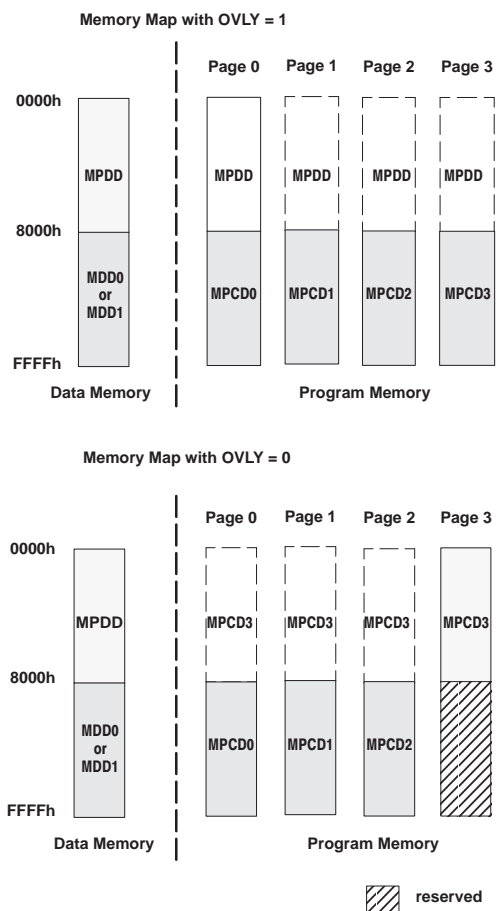 Memory Map with OVLY = 1
Page 0 Page 1 Page 2 Page 3
0000h
MPDD MPDD MPDD MPDD MPDD
8000h
MDD0
or
MDD1
MPCD0 MPCD1 MPCD2 MPCD3
FFFFh
Data Memory Program Memory
Memory Map with OVLY = 0
Page 0 Page 1 Page 2 Page 3
0000h
MPDD MPCD3 MPCD3 MPCD3 MPCD3
8000h
MDD0
or
MDD1
MPCD0 MPCD1 MPCD2
FFFFh
Data Memory Program Memory
reserved